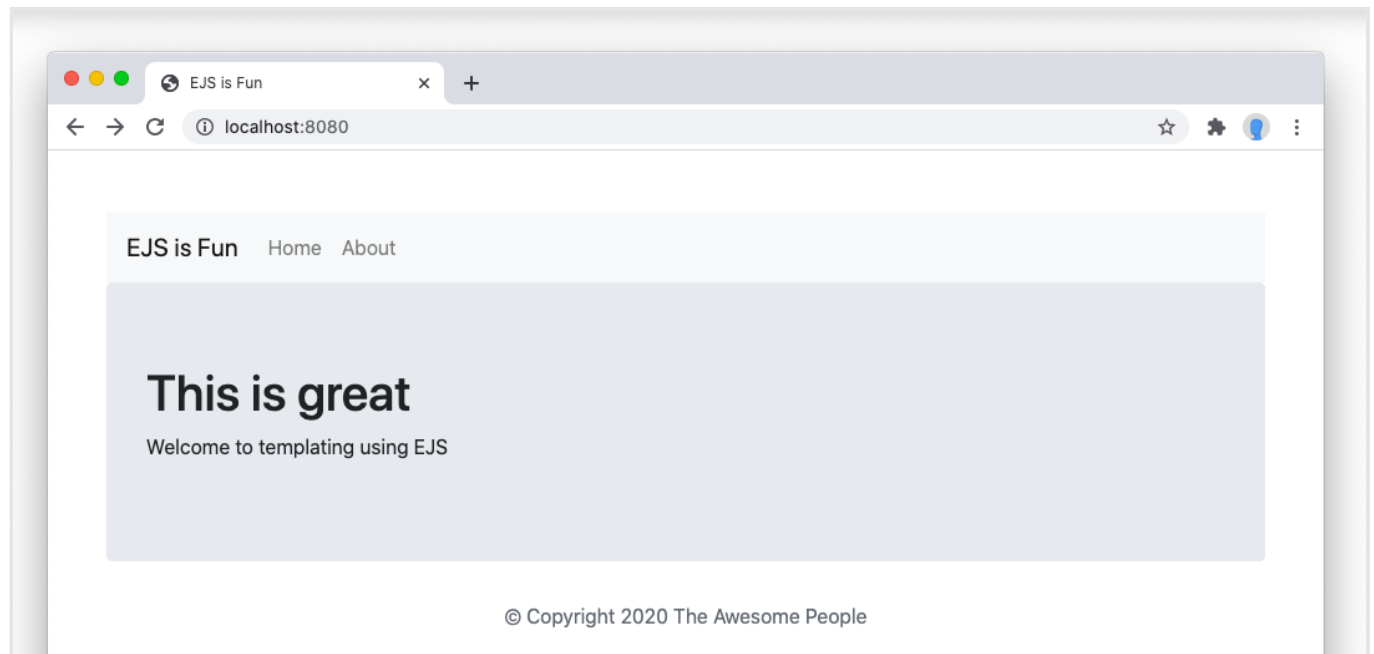 EJS is Fun
localhost:8080
EJS is Fun Home About
This is great
Welcome to templating using EJS
© Copyright 2020 The Awesome People